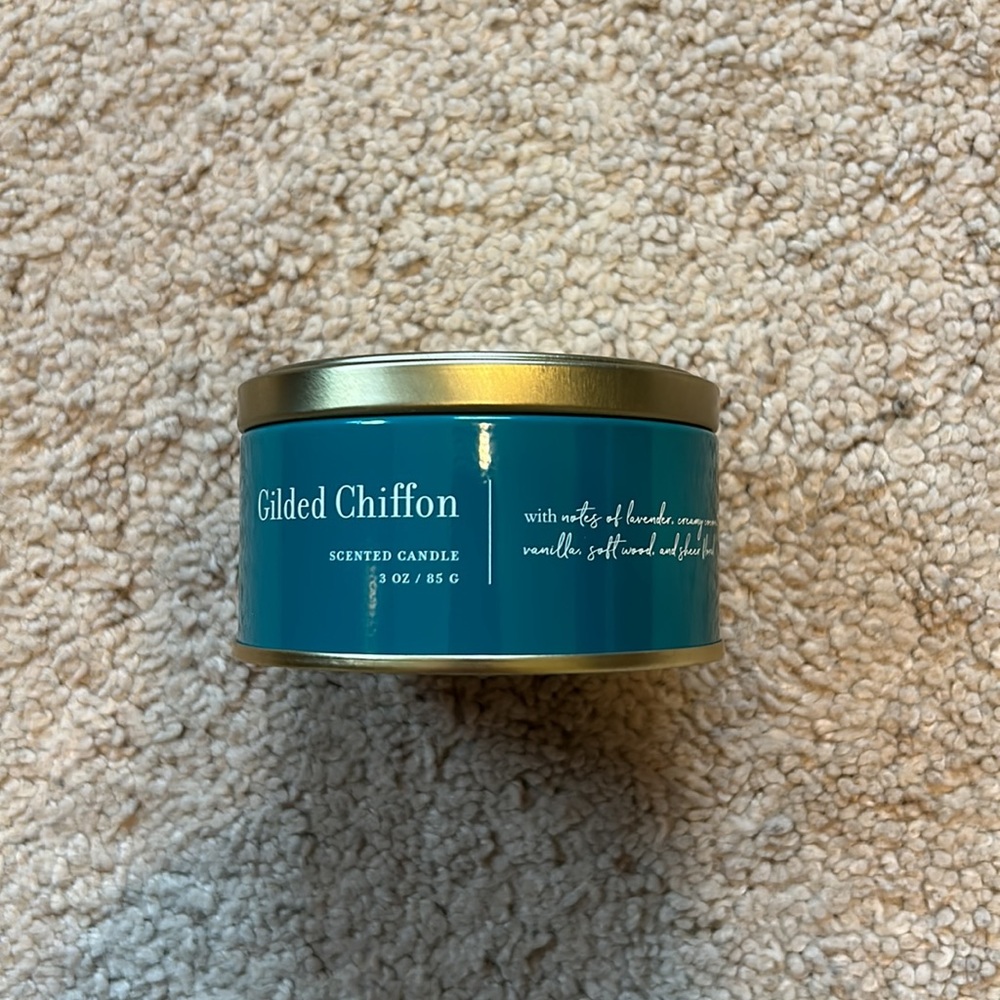 Gilded Chiffon
SCENTED CANDLE
3 OZ / 85 G
with notes of lavender, creamy
vanilla, soft wood, and sheer